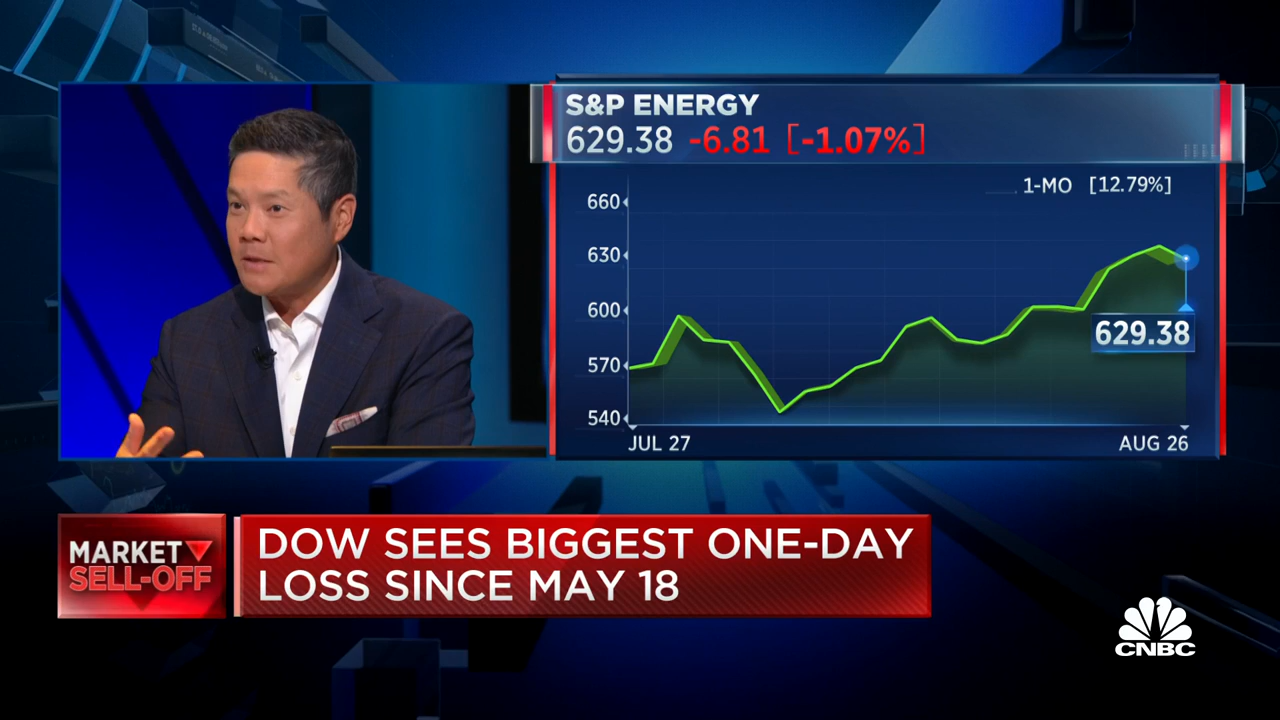 S&P ENERGY
629.38 -6.81 [-1.07%]
1-MO [12.79%]
660
630
600
570
540
629.38
JUL 27
AUG 26
MARKET
SELL-OFF
DOW SEES BIGGEST ONE-DAY
LOSS SINCE MAY 18
CNBC